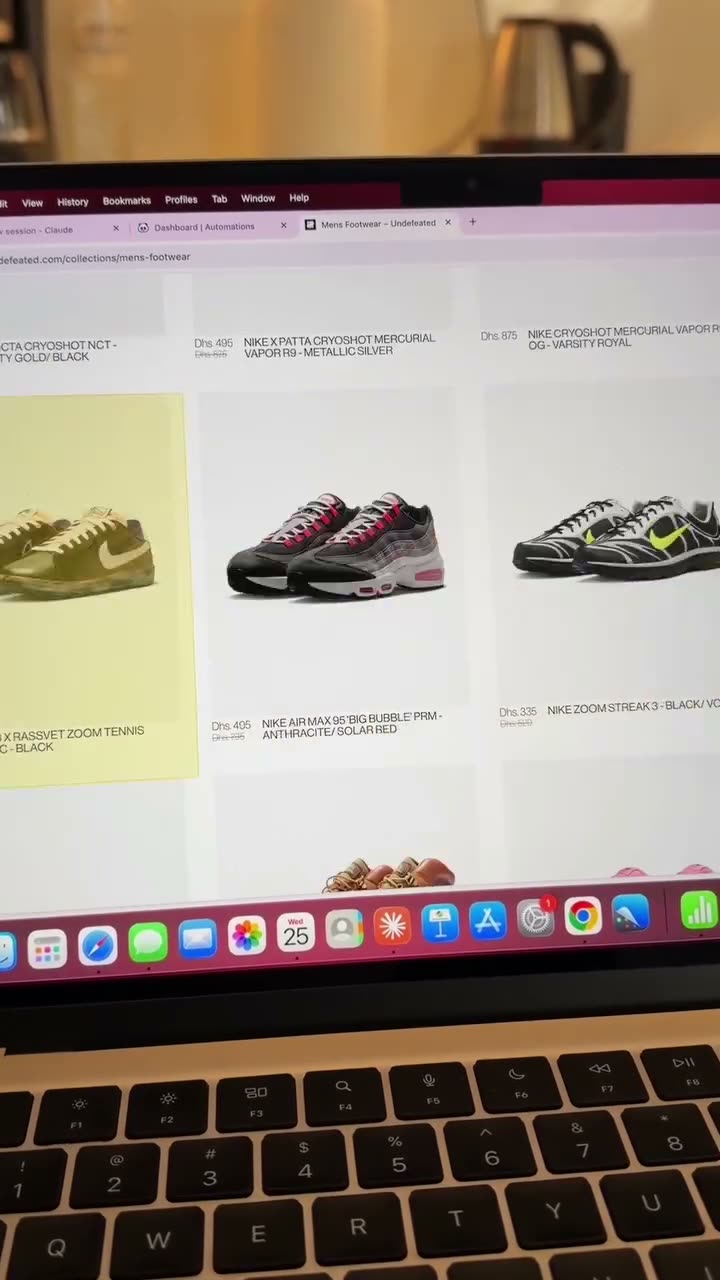 View History Bookmarks Profiles Tab Window Help
session - Claude
Dashboard | Automations
Mens Footwear – Undefeated
defeated.com/collections/mens-footwear
CTA CRYOSHOT NCT -
TY GOLD/ BLACK
Dhs. 495 NIKE X PATTA CRYOSHOT MERCURIAL
VAPOR R9 - METALLIC SILVER
Dhs. 875 NIKE CRYOSHOT MERCURIAL VAPOR R
OG - VARSITY ROYAL
X RASSVET ZOOM TENNIS
C - BLACK
Dhs. 405 NIKE AIR MAX 95 'BIG BUBBLE' PRM -
ANTHRACITE/ SOLAR RED
Dhs. 335 NIKE ZOOM STREAK 3 - BLACK/ VO
Wed
25
1
F1 F2 F3 F4 F5 F6 F7 F8
! @ # $ % ^ & *
1 2 3 4 5 6 7 8
Q W E R T Y U